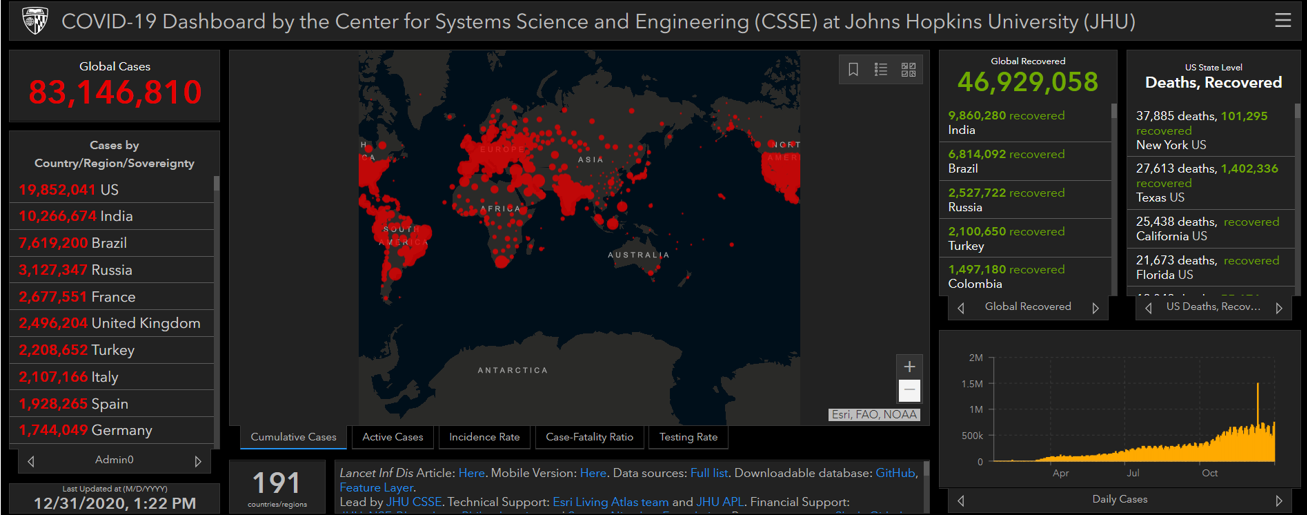 COVID-19 Dashboard by the Center for Systems Science and Engineering (CSSE) at Johns Hopkins University (JHU)
Global Cases
83,146,810
Cases by
Country/Region/Sovereignty
19,852,041 US
10,266,674 India
7,619,200 Brazil
3,127,347 Russia
2,677,551 France
2,496,204 United Kingdom
2,208,652 Turkey
2,107,166 Italy
1,928,265 Spain
1,744,049 Germany
Admin0
Last Updated at (M/D/YYYY)
12/31/2020, 1:22 PM
EUROPE
ASIA
NORT
AMERI
AFRICA
SOUTH
AMERICA
AUSTRALIA
ANTARCTICA
Esri, FAO, NOAA
Cumulative Cases
Active Cases
Incidence Rate
Case-Fatality Ratio
Testing Rate
191
countries/regions
Lancet Inf Dis Article: Here. Mobile Version: Here. Data sources: Full list. Downloadable database: GitHub,
Feature Layer.
Lead by JHU CSSE. Technical Support: Esri Living Atlas team and JHU APL. Financial Support:
Global Recovered
46,929,058
9,860,280 recovered
India
6,814,092 recovered
Brazil
2,527,722 recovered
Russia
2,100,650 recovered
Turkey
1,497,180 recovered
Colombia
Global Recovered
US State Level
Deaths, Recovered
37,885 deaths, 101,295
recovered
New York US
27,613 deaths, 1,402,336
recovered
Texas US
25,438 deaths, recovered
California US
21,673 deaths, recovered
Florida US
US Deaths, Recov...
2M
1.5M
1M
500k
0
Apr
Jul
Oct
Daily Cases